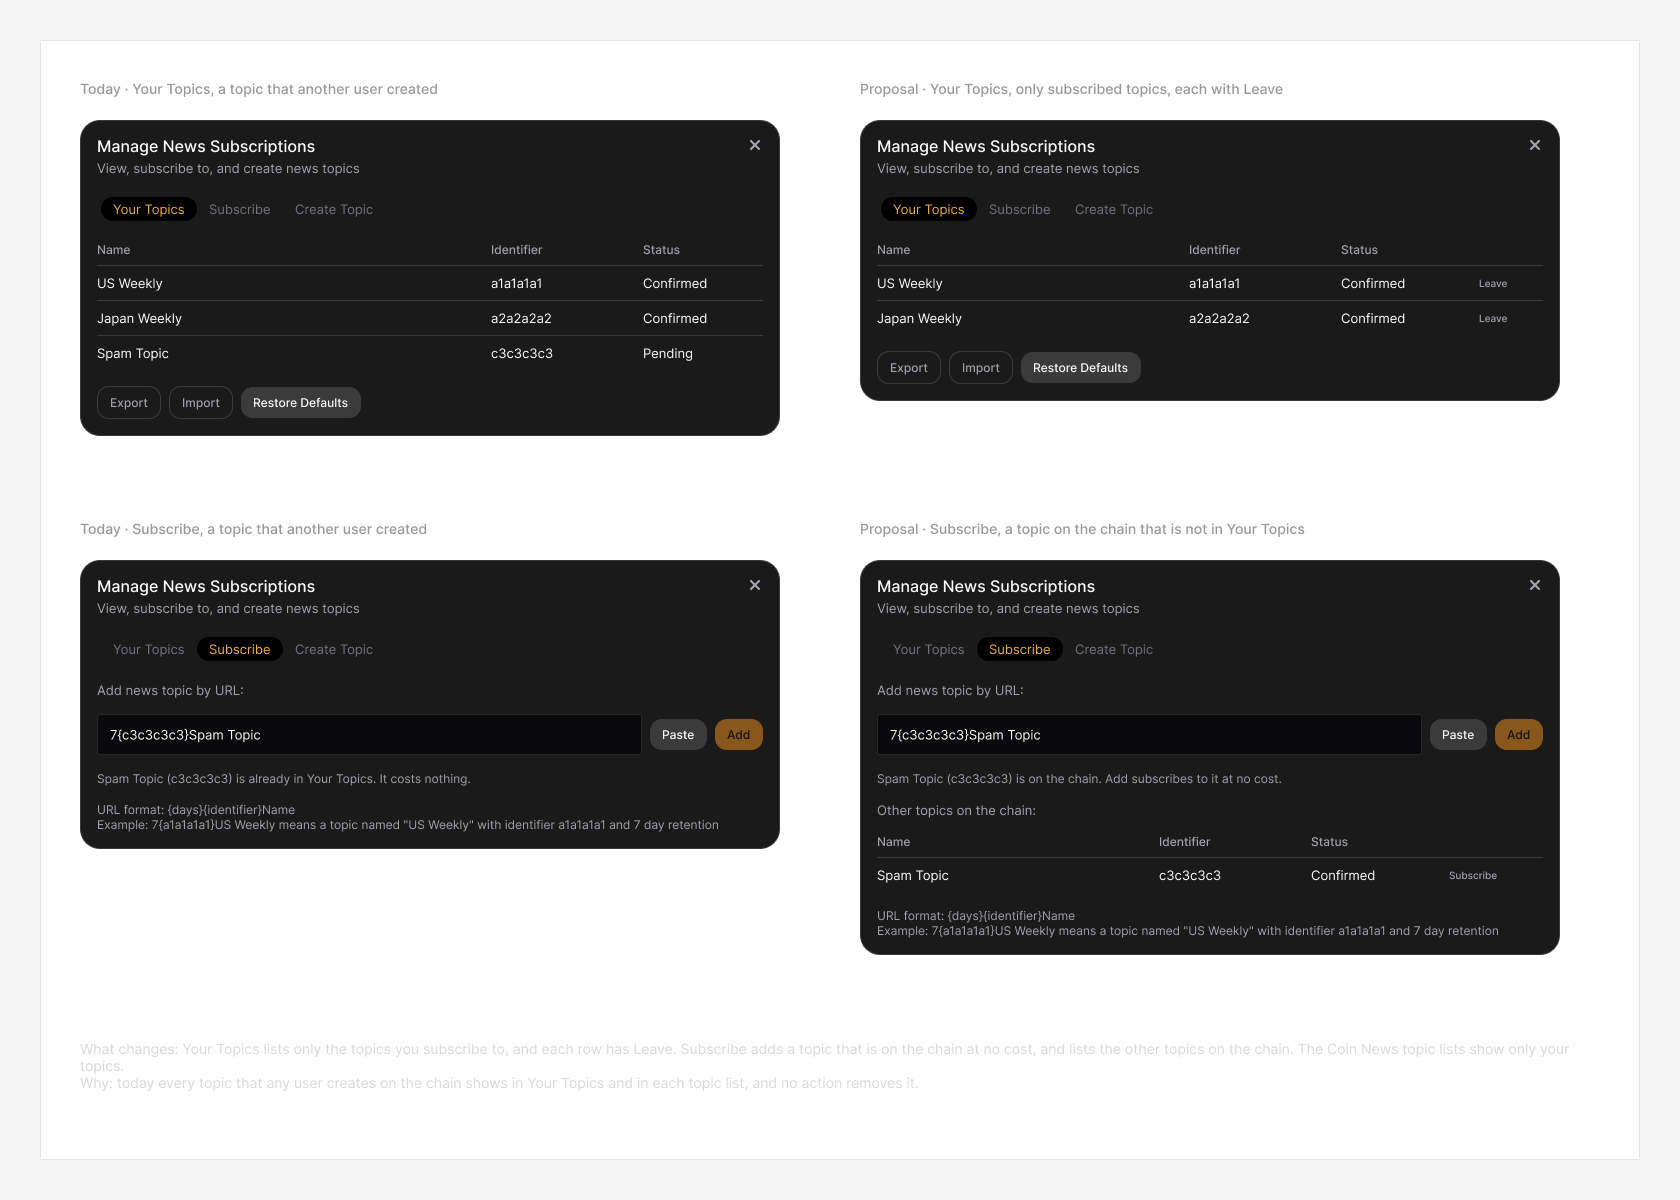 Today · Your Topics, a topic that another user created
Manage News Subscriptions
View, subscribe to, and create news topics
Your Topics Subscribe Create Topic
Name Identifier Status
US Weekly a1a1a1a1 Confirmed
Japan Weekly a2a2a2a2 Confirmed
Spam Topic c3c3c3c3 Pending
Export Import Restore Defaults
Proposal · Your Topics, only subscribed topics, each with Leave
Manage News Subscriptions
View, subscribe to, and create news topics
Your Topics Subscribe Create Topic
Name Identifier Status
US Weekly a1a1a1a1 Confirmed Leave
Japan Weekly a2a2a2a2 Confirmed Leave
Export Import Restore Defaults
Today · Subscribe, a topic that another user created
Manage News Subscriptions
View, subscribe to, and create news topics
Your Topics Subscribe Create Topic
Add news topic by URL:
7{c3c3c3c3}Spam Topic Paste Add
Spam Topic (c3c3c3c3) is already in Your Topics. It costs nothing.
URL format: {days}{identifier}Name
Example: 7{a1a1a1a1}US Weekly means a topic named "US Weekly" with identifier a1a1a1a1 and 7 day retention
Proposal · Subscribe, a topic on the chain that is not in Your Topics
Manage News Subscriptions
View, subscribe to, and create news topics
Your Topics Subscribe Create Topic
Add news topic by URL:
7{c3c3c3c3}Spam Topic Paste Add
Spam Topic (c3c3c3c3) is on the chain. Add subscribes to it at no cost.
Other topics on the chain:
Name Identifier Status
Spam Topic c3c3c3c3 Confirmed Subscribe
URL format: {days}{identifier}Name
Example: 7{a1a1a1a1}US Weekly means a topic named "US Weekly" with identifier a1a1a1a1 and 7 day retention
What changes: Your Topics lists only the topics you subscribe to, and each row has Leave. Subscribe adds a topic that is on the chain at no cost, and lists the other topics on the chain. The Coin News topic lists show only your
topics.
Why: today every topic that any user creates on the chain shows in Your Topics and in each topic list, and no action removes it.